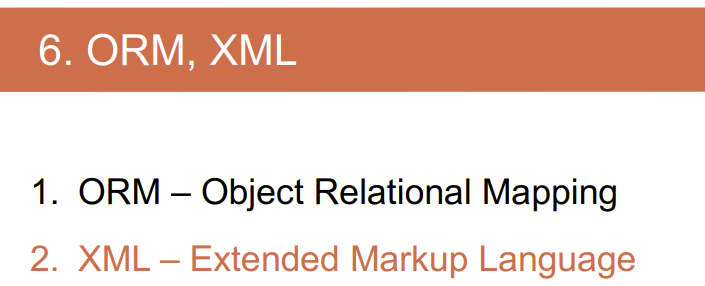 6. ORM, XML
1. ORM – Object Relational Mapping
2. XML – Extended Markup Language